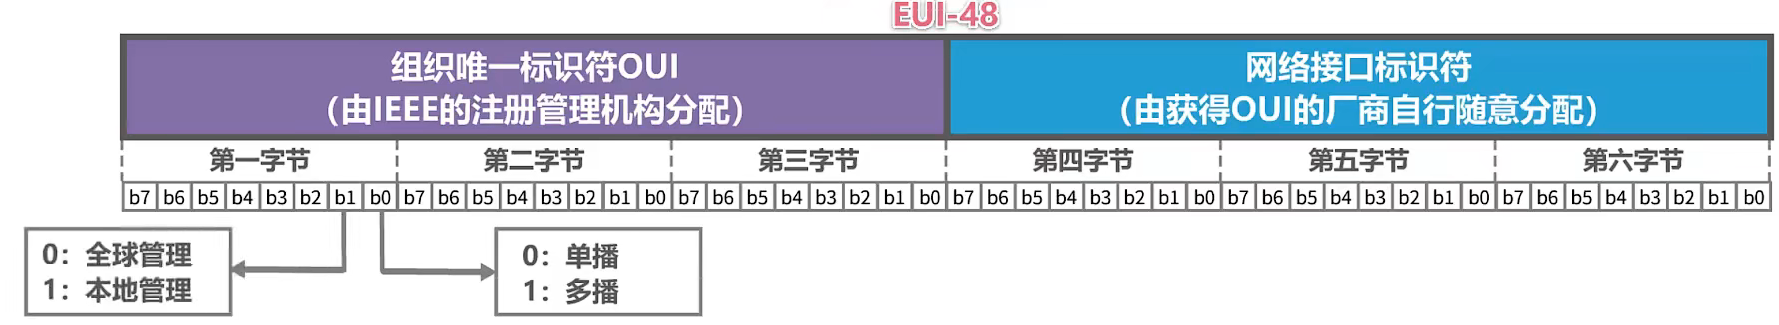 EUI-48
组织唯一标识符OUI
（由IEEE的注册管理机构分配）
网络接口标识符
（由获得OUI的厂商自行随意分配）
第一字节 第二字节 第三字节 第四字节 第五字节 第六字节
b7 b6 b5 b4 b3 b2 b1 b0 b7 b6 b5 b4 b3 b2 b1 b0 b7 b6 b5 b4 b3 b2 b1 b0 b7 b6 b5 b4 b3 b2 b1 b0 b7 b6 b5 b4 b3 b2 b1 b0 b7 b6 b5 b4 b3 b2 b1 b0
0：全球管理
1：本地管理
0：单播
1：多播